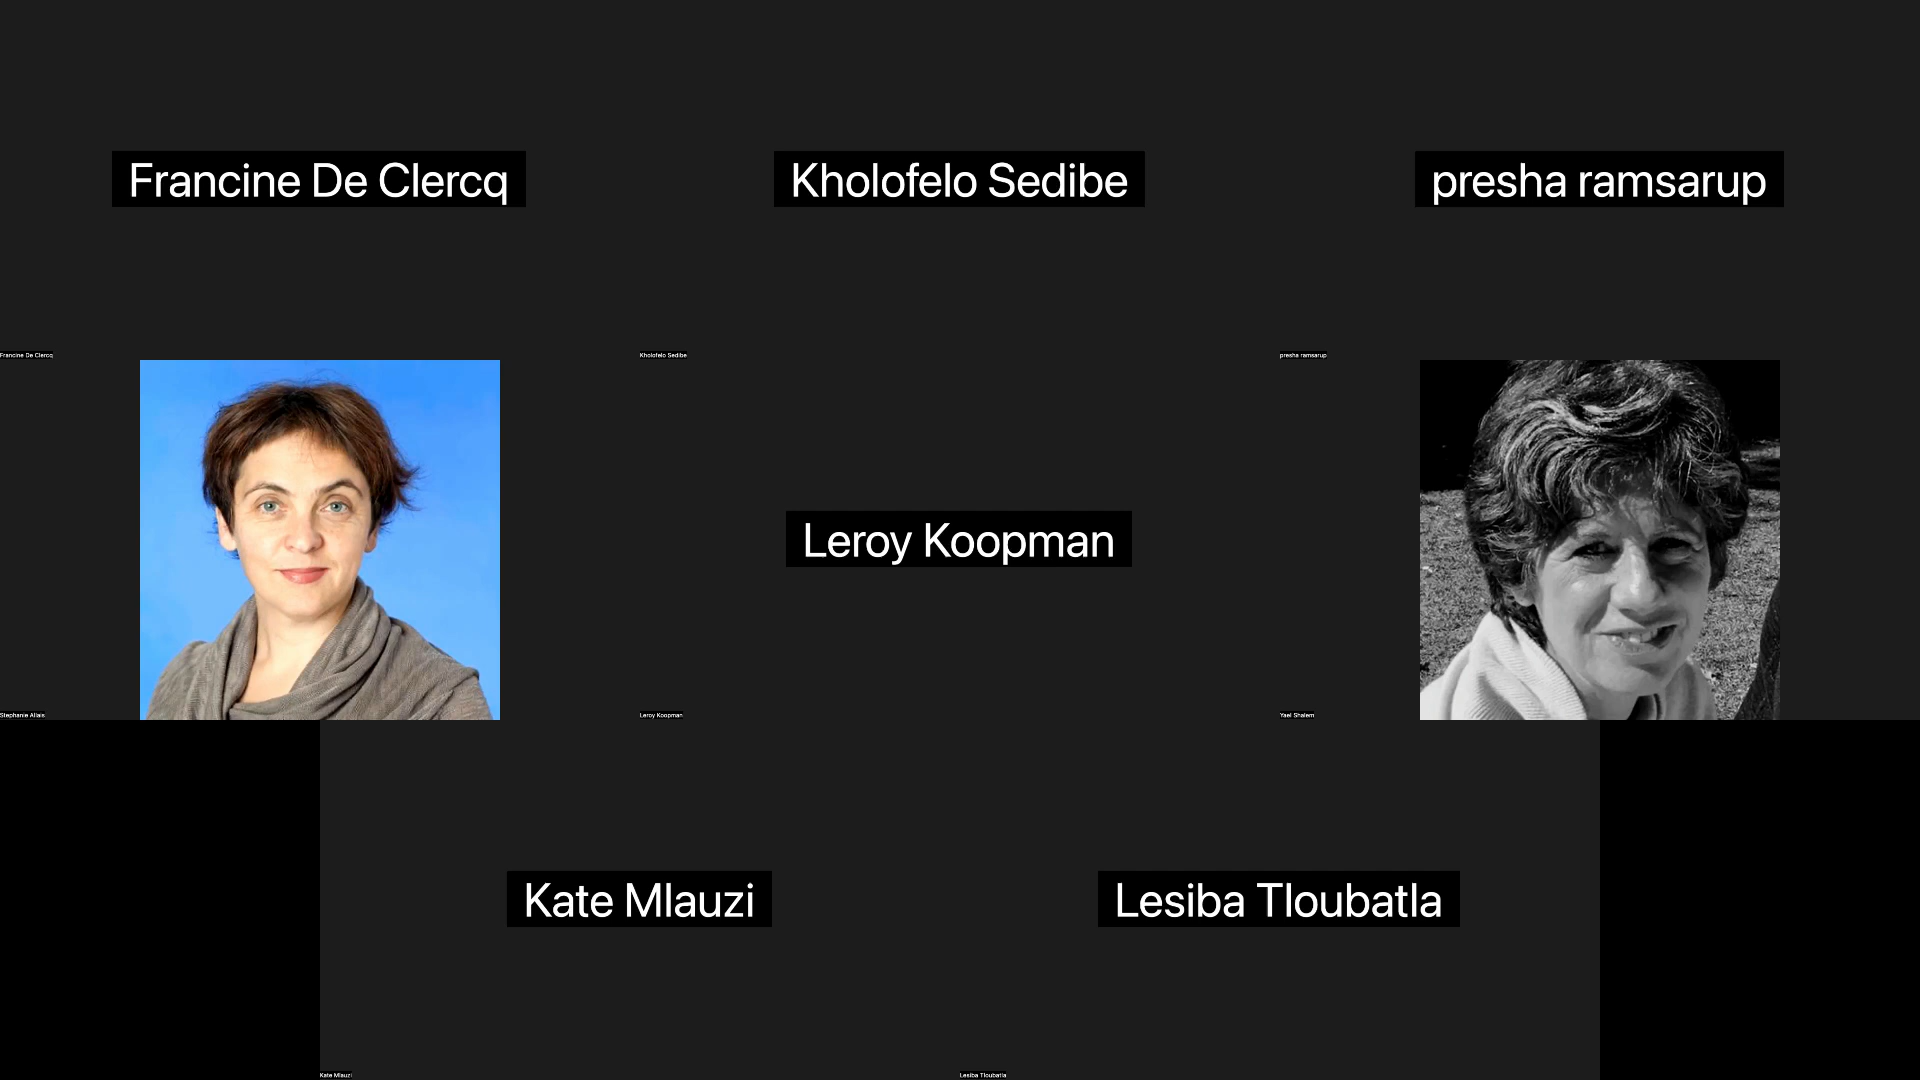 Francine De Clercq
Kholofelo Sedibe
presha ramsarup
Francine De Clercq
Kholofelo Sedibe
presha ramsarup
Leroy Koopman
Stephanie Allais
Leroy Koopman
Yael Shalem
Kate Mlauzi
Lesiba Tloubatla
Kate Mlauzi
Lesiba Tloubatla